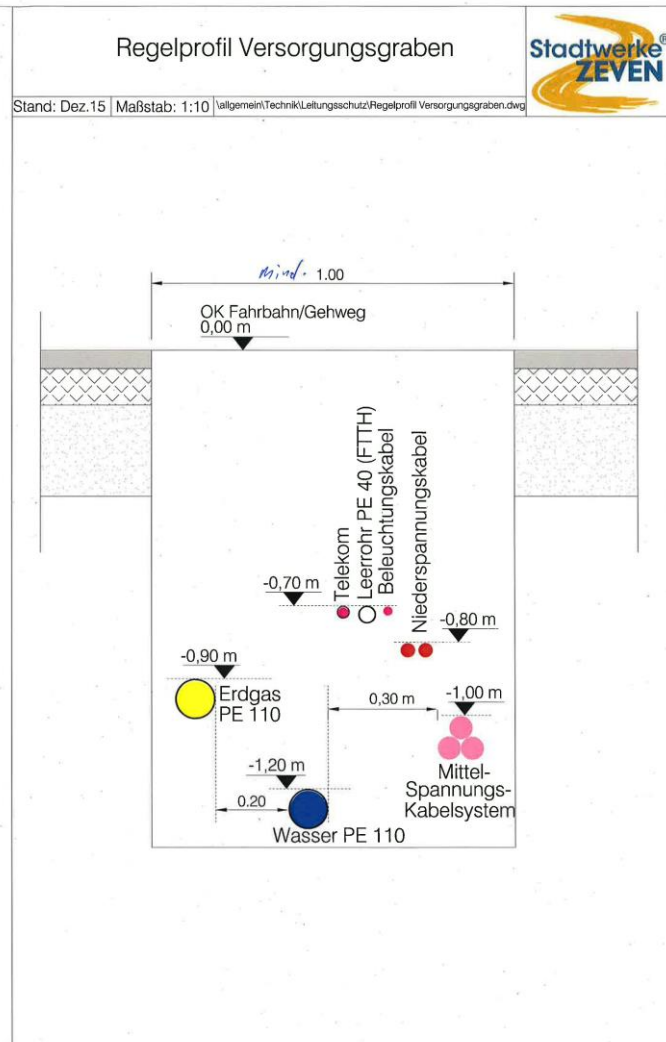 Regelprofil Versorgungsgraben
Stadtwerke®
ZEVEN
Stand: Dez.15 Maßstab: 1:10 \allgemein\Technik\Leitungsschutz\Regelprofil Versorgungsgraben.dwg
mind. 1.00
OK Fahrbahn/Gehweg
0,00 m
Telekom
Leerrohr PE 40 (FTTH)
Beleuchtungskabel
Niederspannungskabel
-0,70 m
-0,80 m
-0,90 m
Erdgas
PE 110
0,30 m
-1,00 m
Mittel-
Spannungs-
Kabelsystem
-1,20 m
0.20
Wasser PE 110